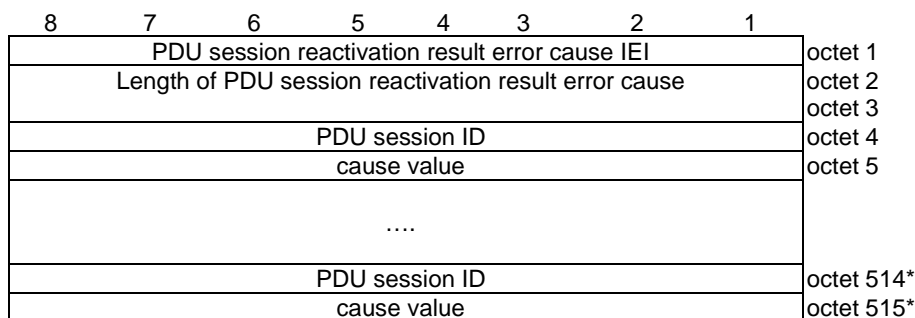 8 7 6 5 4 3 2 1
PDU session reactivation result error cause IEI octet 1
Length of PDU session reactivation result error cause octet 2
octet 3
PDU session ID octet 4
cause value octet 5
….
PDU session ID octet 514*
cause value octet 515*